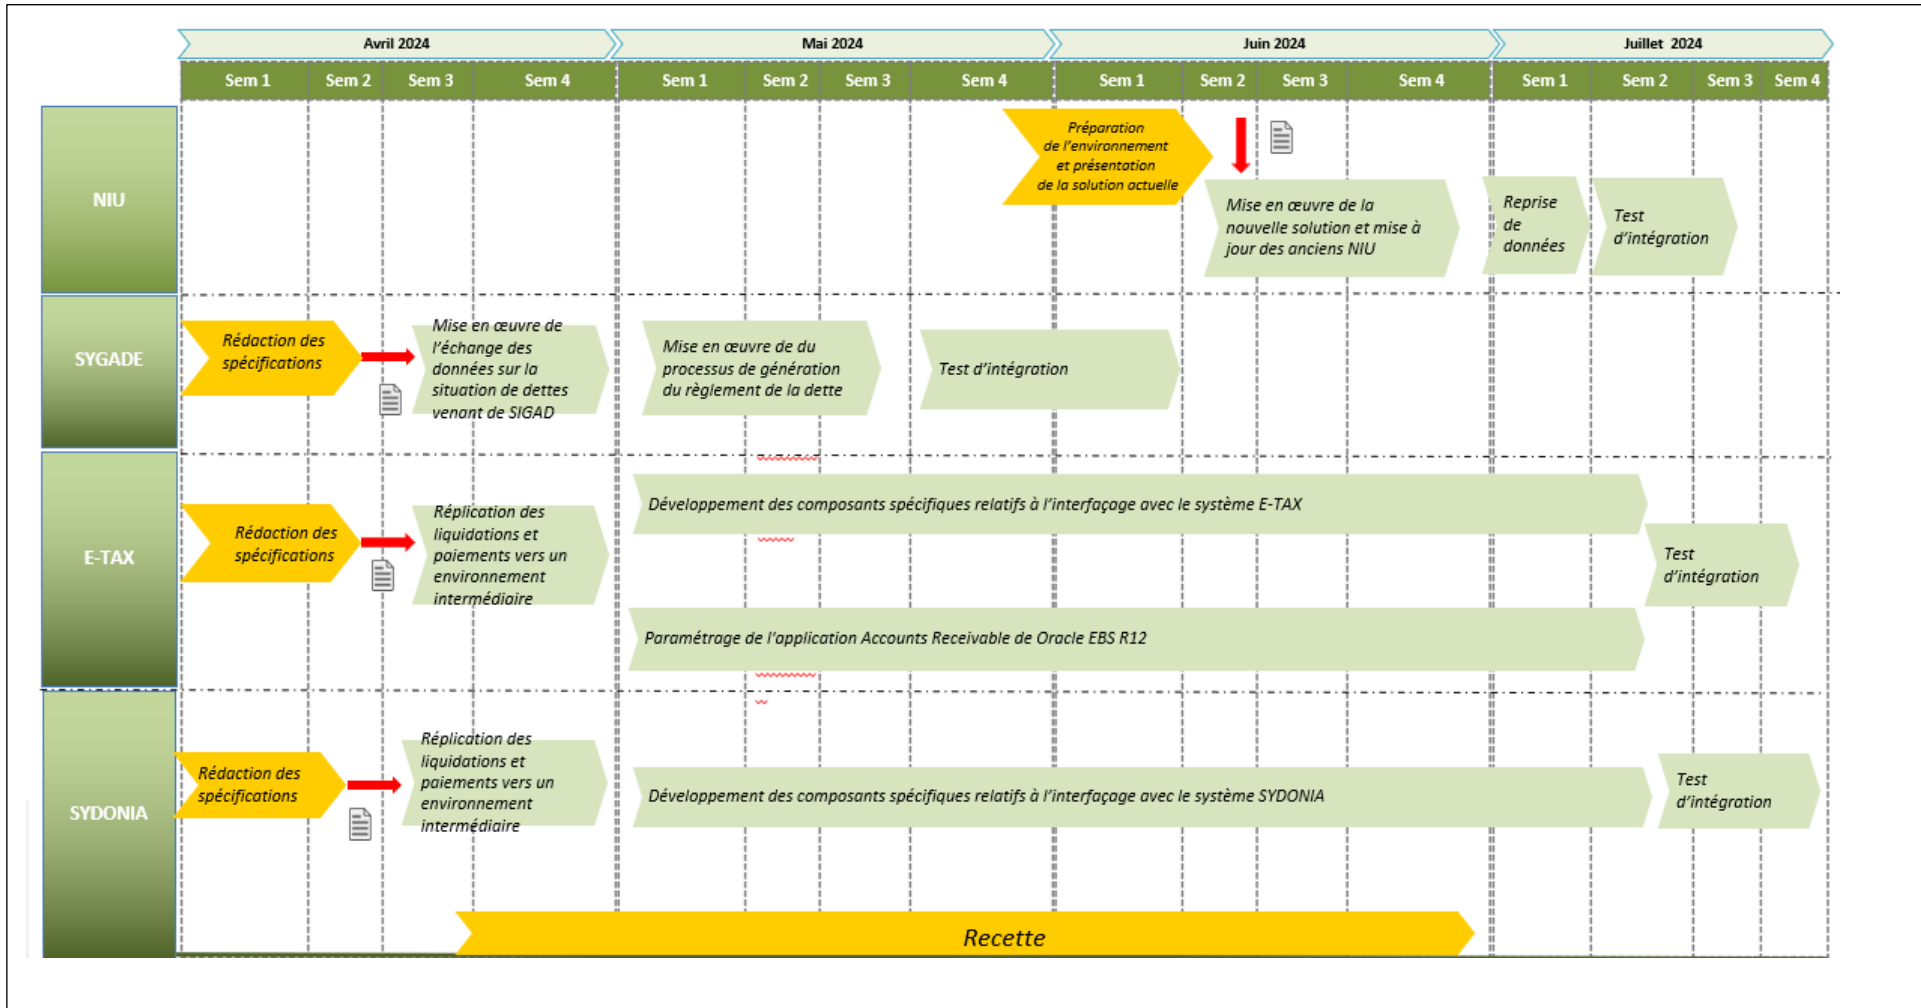 Avril 2024
Mai 2024
Juin 2024
Juillet 2024
Sem 1
Sem 2
Sem 3
Sem 4
Sem 1
Sem 2
Sem 3
Sem 4
Sem 1
Sem 2
Sem 3
Sem 4
Sem 1
Sem 2
Sem 3
Sem 4
NIU
Préparation
de l'environnement
et présentation
de la solution actuelle
Mise en œuvre de la
nouvelle solution et mise à
jour des anciens NIU
Reprise
de
données
Test
d'intégration
SYGADE
Rédaction des
spécifications
Mise en œuvre de
l'échange des
données sur la
situation de dettes
venant de SIGAD
Mise en œuvre de du
processus de génération
du règlement de la dette
Test d'intégration
E-TAX
Rédaction des
spécifications
Réplication des
liquidations et
paiements vers un
environnement
intermédiaire
Développement des composants spécifiques relatifs à l'interfaçage avec le système E-TAX
Paramétrage de l'application Accounts Receivable de Oracle EBS R12
Test
d'intégration
SYDONIA
Rédaction des
spécifications
Réplication des
liquidations et
paiements vers un
environnement
intermédiaire
Développement des composants spécifiques relatifs à l'interfaçage avec le système SYDONIA
Test
d'intégration
Recette